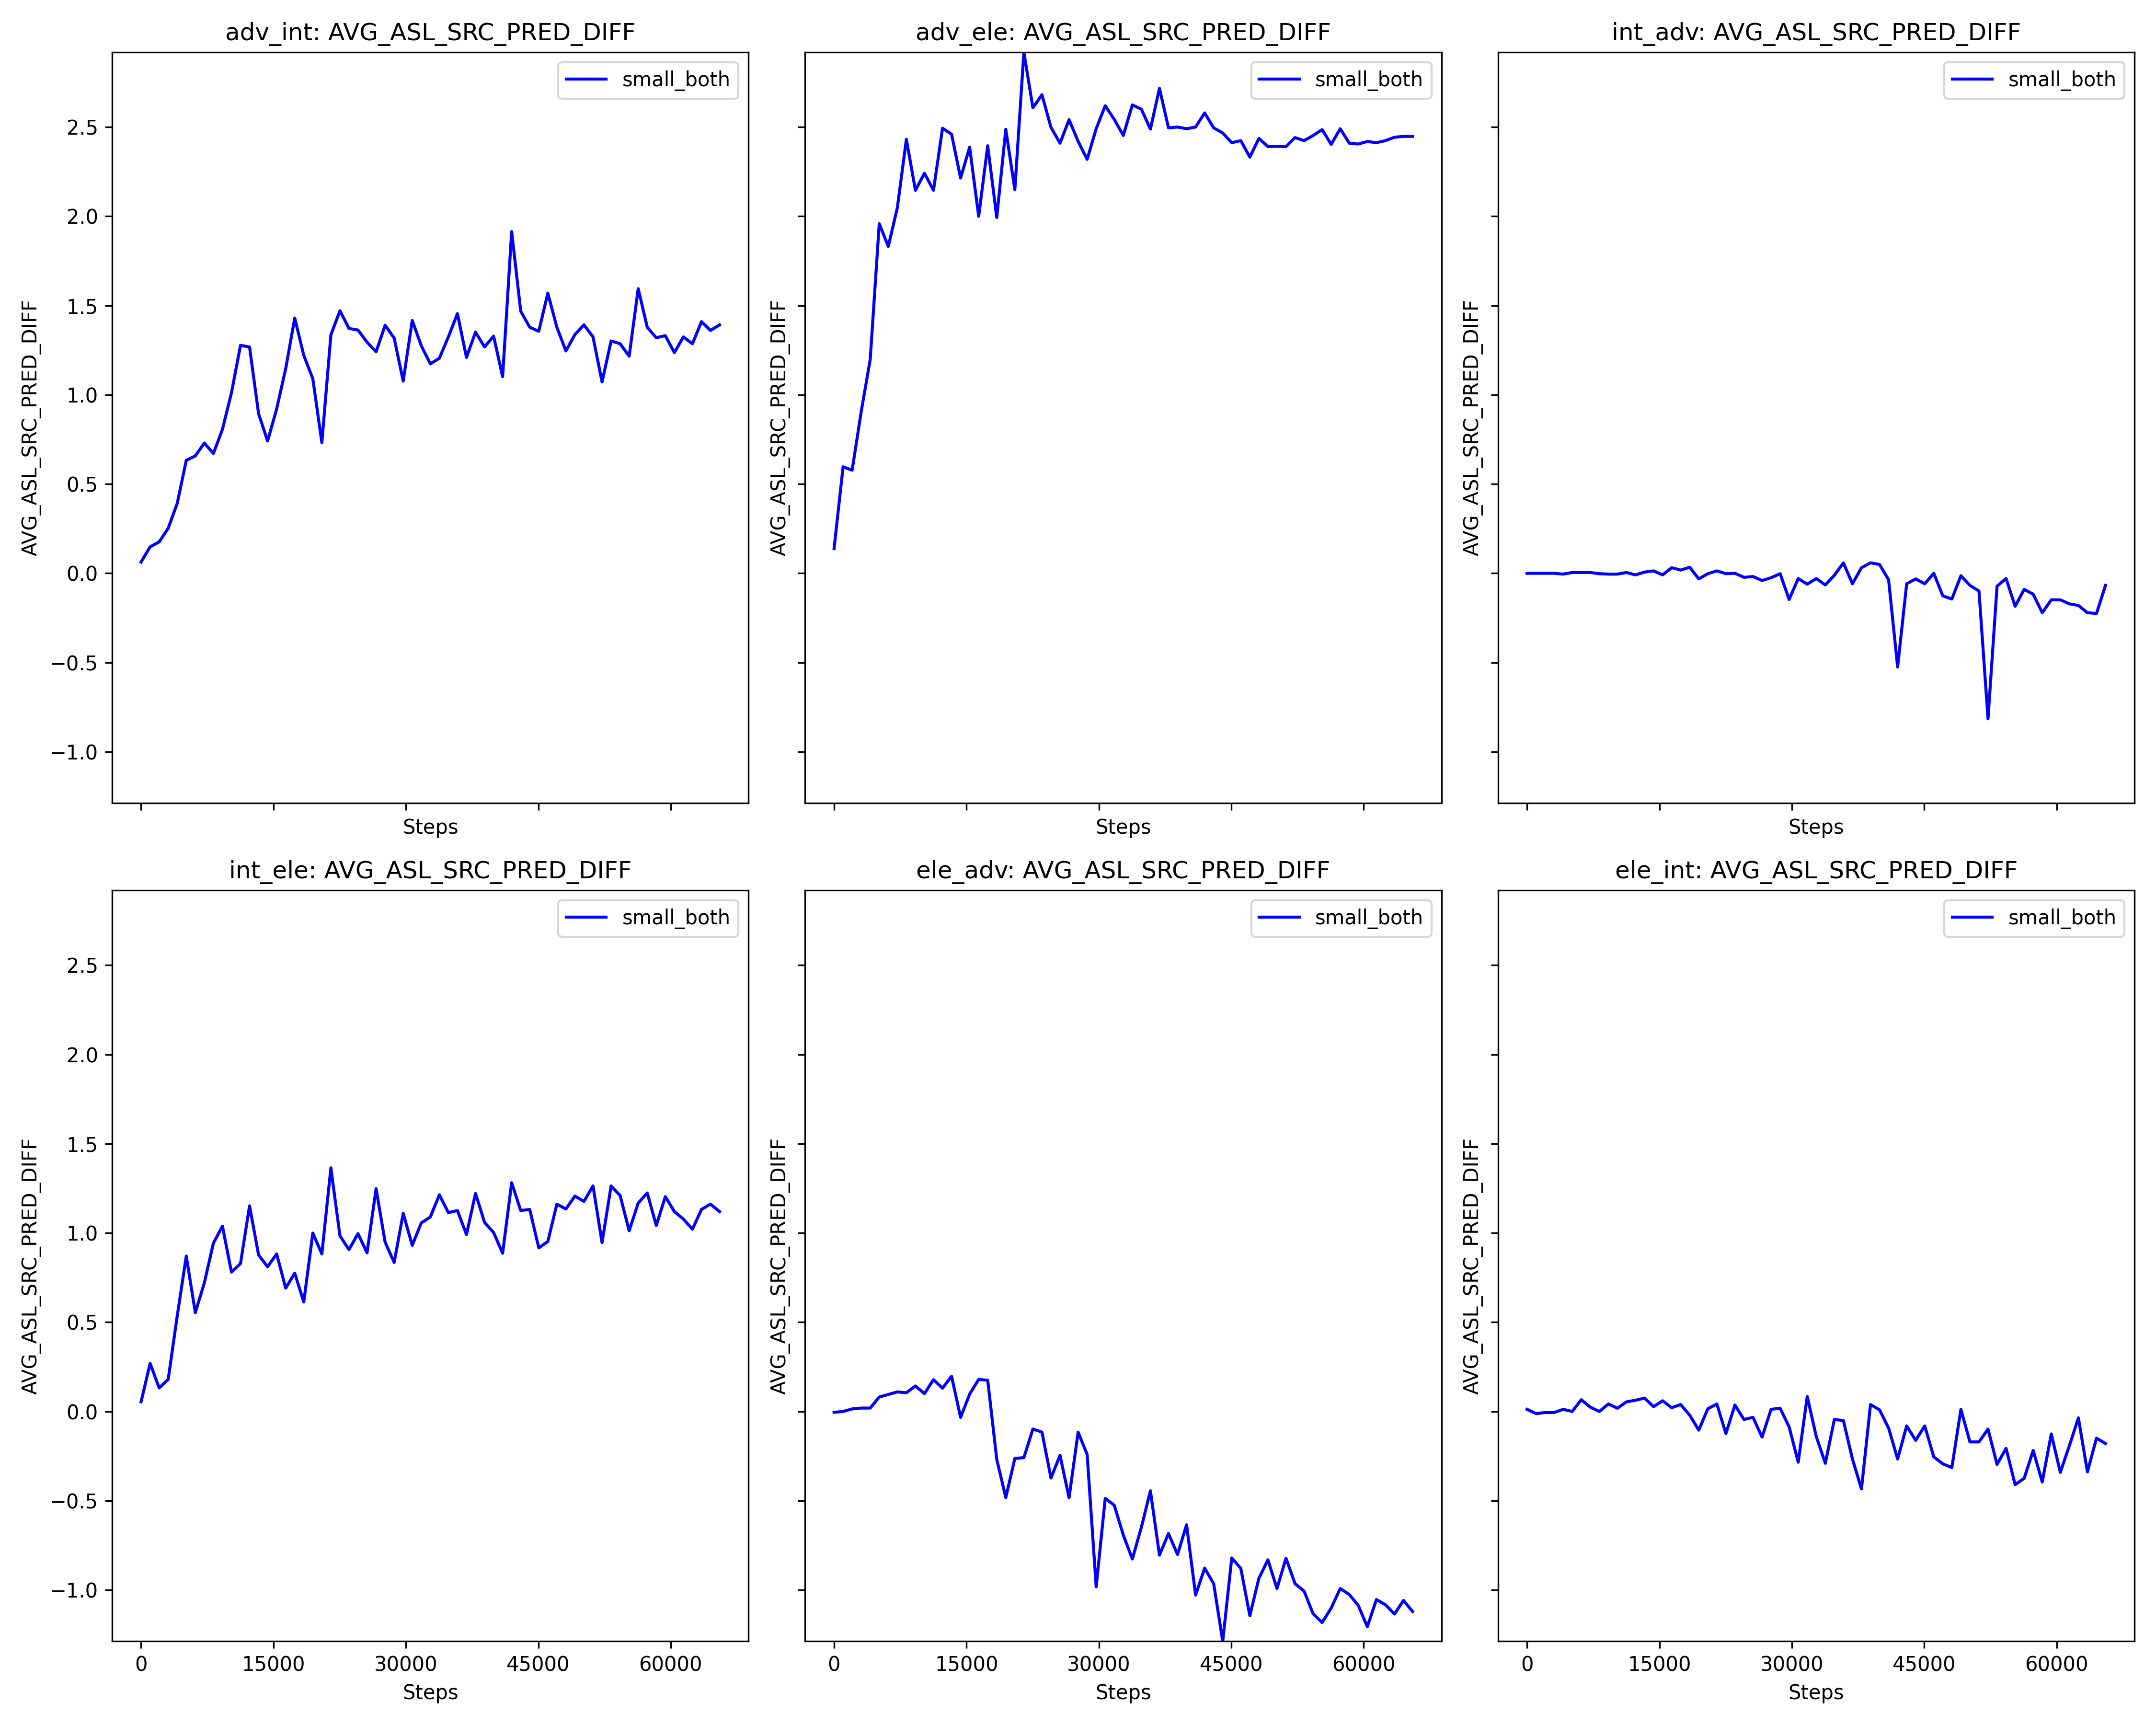 adv_int: AVG_ASL_SRC_PRED_DIFF
adv_ele: AVG_ASL_SRC_PRED_DIFF
int_adv: AVG_ASL_SRC_PRED_DIFF
small_both
small_both
small_both
AVG_ASL_SRC_PRED_DIFF
2.5
2.0
1.5
1.0
0.5
0.0
−0.5
−1.0
AVG_ASL_SRC_PRED_DIFF
AVG_ASL_SRC_PRED_DIFF
Steps
Steps
Steps
int_ele: AVG_ASL_SRC_PRED_DIFF
ele_adv: AVG_ASL_SRC_PRED_DIFF
ele_int: AVG_ASL_SRC_PRED_DIFF
small_both
small_both
small_both
AVG_ASL_SRC_PRED_DIFF
2.5
2.0
1.5
1.0
0.5
0.0
−0.5
−1.0
AVG_ASL_SRC_PRED_DIFF
AVG_ASL_SRC_PRED_DIFF
0 15000 30000 45000 60000
0 15000 30000 45000 60000
0 15000 30000 45000 60000
Steps
Steps
Steps